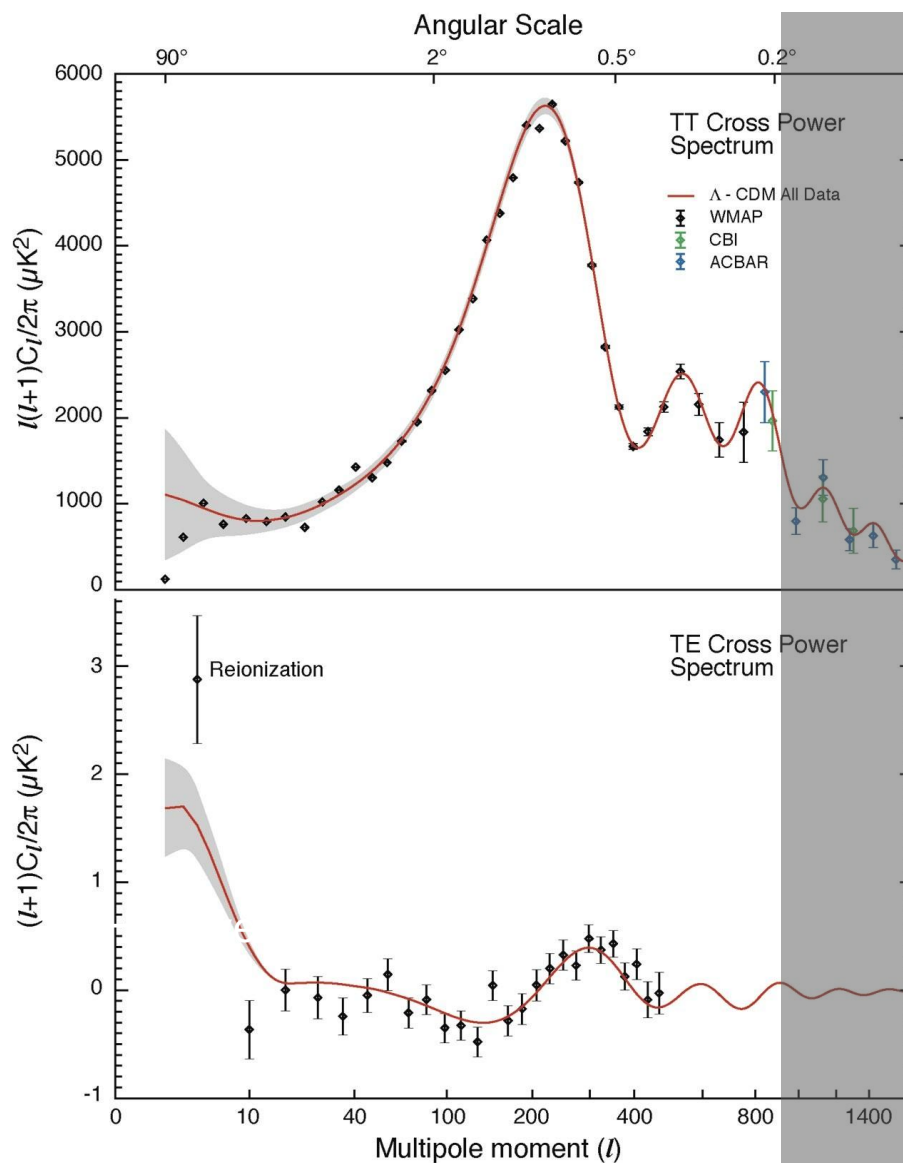 Angular Scale
90° 2° 0.5° 0.2°
6000
5000
4000
3000
2000
1000
0
l(l+1)Cl/2π (μK²)
TT Cross Power
Spectrum
Λ - CDM All Data
WMAP
CBI
ACBAR
TE Cross Power
Spectrum
Reionization
3
2
1
0
-1
(l+1)Cl/2π (μK²)
0 10 40 100 200 400 800 1400
Multipole moment (l)